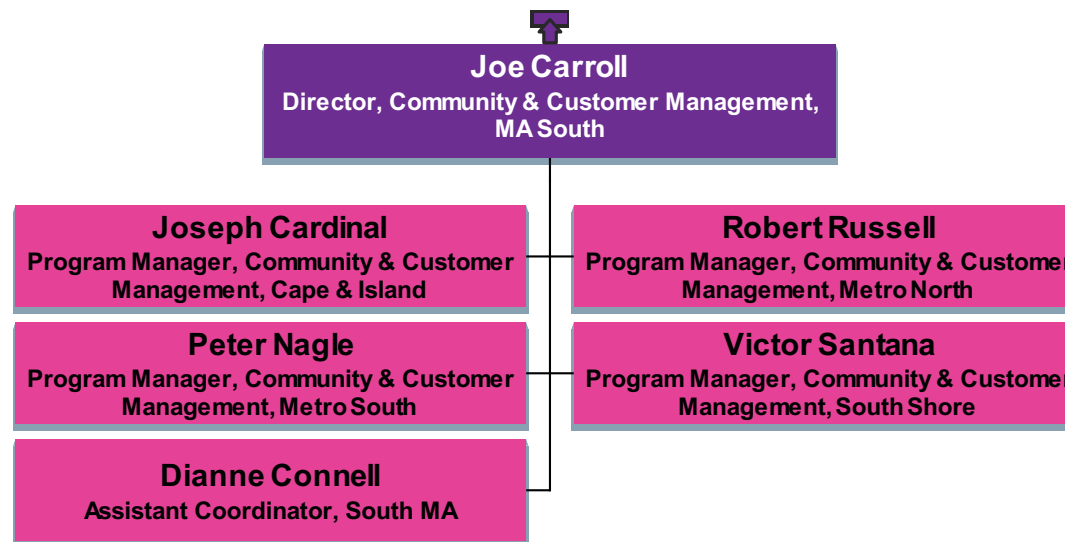 Joe Carroll
Director, Community & Customer Management,
MA South
Joseph Cardinal
Program Manager, Community & Customer
Management, Cape & Island
Robert Russell
Program Manager, Community & Customer
Management, Metro North
Peter Nagle
Program Manager, Community & Customer
Management, Metro South
Victor Santana
Program Manager, Community & Customer
Management, South Shore
Dianne Connell
Assistant Coordinator, South MA